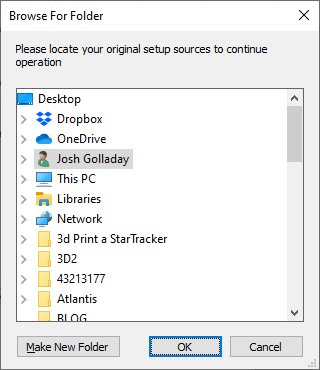 Browse For Folder
Please locate your original setup sources to continue
operation
Desktop
Dropbox
OneDrive
Josh Golladay
This PC
Libraries
Network
3d Print a StarTracker
3D2
43213177
Atlantis
BLOG
Make New Folder
OK
Cancel